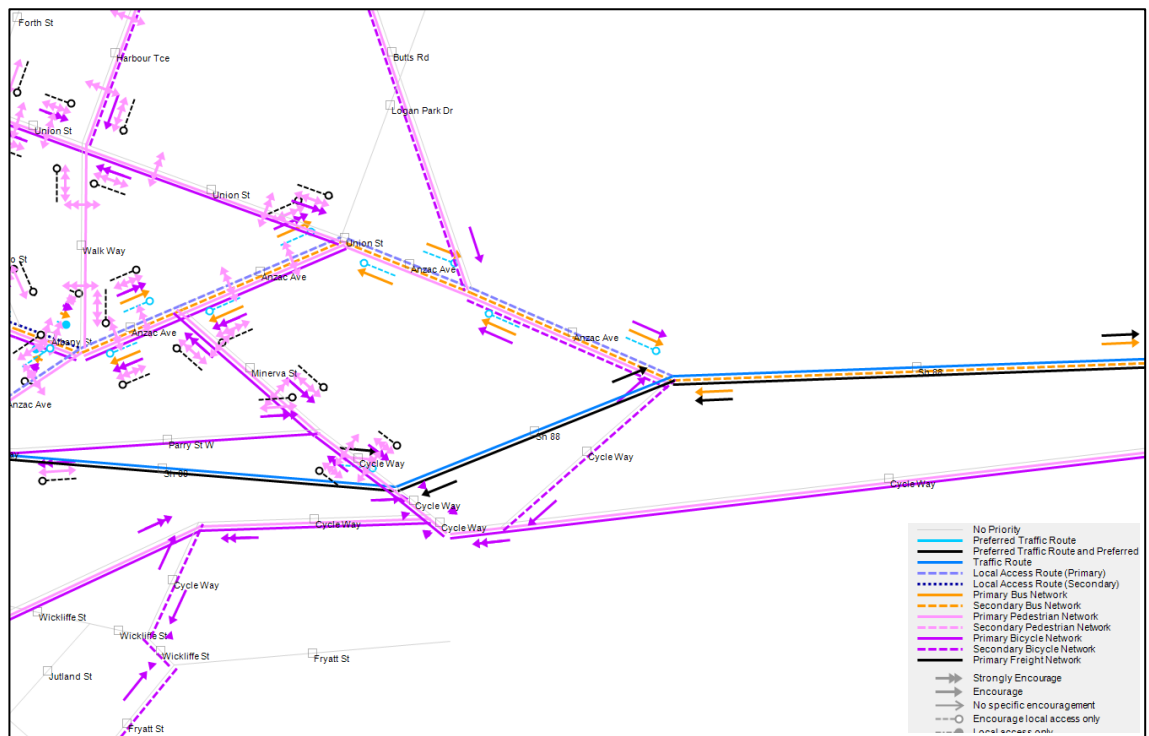 Forth St
Harbour Tce
Butts Rd
Logan Park Dr
Union St
Union St
Union St
Walk Way
o St
Anzac Ave
Anzac Ave
Anzac Ave
Anzac Ave
Albany St
Minerva St
Sh 88
Anzac Ave
Parry St W
Sh 88
Cycle Way
Cycle Way
Sh 88
Cycle Way
Cycle Way
Cycle Way
Cycle Way
Cycle Way
Wickliffe St
Wickliffe St
Wickliffe St
Fryatt St
Jutland St
Fryatt St
No Priority
Preferred Traffic Route
Preferred Traffic Route and Preferred
Traffic Route
Local Access Route (Primary)
Local Access Route (Secondary)
Primary Bus Network
Secondary Bus Network
Primary Pedestrian Network
Secondary Pedestrian Network
Primary Bicycle Network
Secondary Bicycle Network
Primary Freight Network
Strongly Encourage
Encourage
No specific encouragement
Encourage local access only
Local access only